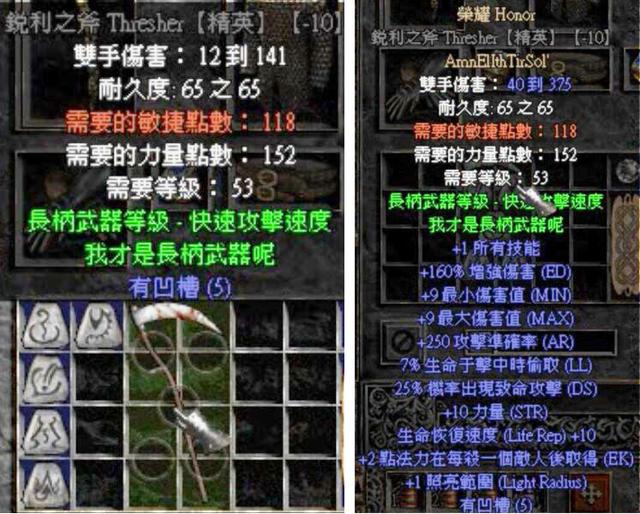 銳利之斧 Thresher【精英】 【-10】
雙手傷害： 12 到 141
耐久度: 65 之 65
需要的敏捷點數： 118
需要的力量點數： 152
需要等級： 53
長柄武器等級 - 快速攻擊速度
我才是長柄武器呢
有凹槽 (5)
榮耀 Honor
銳利之斧 Thresher【精英】 【-10】
AmnElIthTirSol'
雙手傷害： 40 到 375
耐久度: 65 之 65
需要的敏捷點數： 118
需要的力量點數： 152
需要等級： 53
長柄武器等級 - 快速攻擊速度
我才是長柄武器呢
+1 所有技能
+160% 增強傷害 (ED)
+9 最小傷害值 (MIN)
+9 最大傷害值 (MAX)
+250 攻擊準確率 (AR)
7% 生命于擊中時偷取 (LL)
25% 機率出現致命攻擊 (DS)
+10 力量 (STR)
生命恢復速度 (Life Rep) +10
+2 點法力在每殺一個敵人後取得 (EK)
+1 照亮範圍 (Light Radius)
有凹槽 (5)